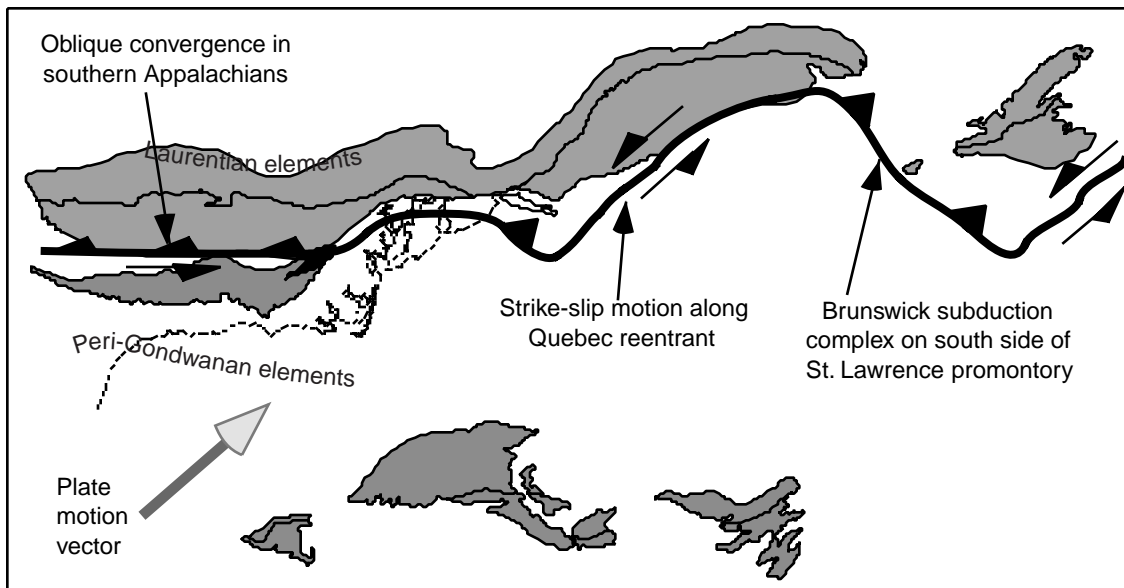 Oblique convergence in
southern Appalachians
Laurentian elements
Strike-slip motion along
Quebec reentrant
Brunswick subduction
complex on south side of
St. Lawrence promontory
Peri-Gondwanan elements
Plate
motion
vector